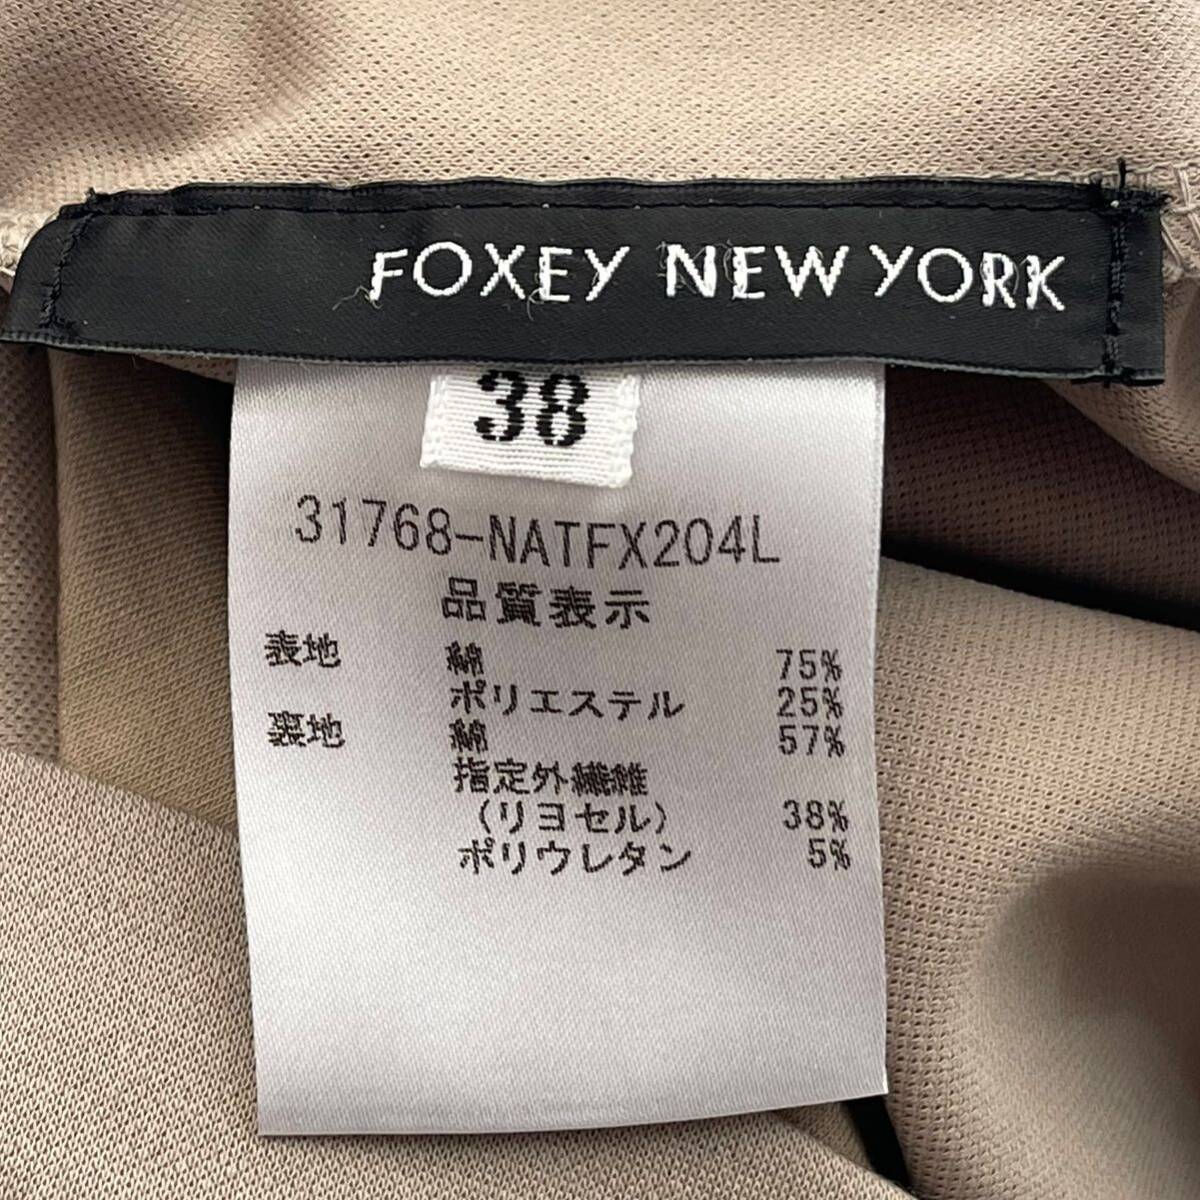 FOXEY NEW YORK
38
31768-NATFX204L
品質表示
表地 綿 75%
ポリエステル 25%
裏地 綿 57%
指定外繊維
(リヨセル) 38%
ポリウレタン 5%